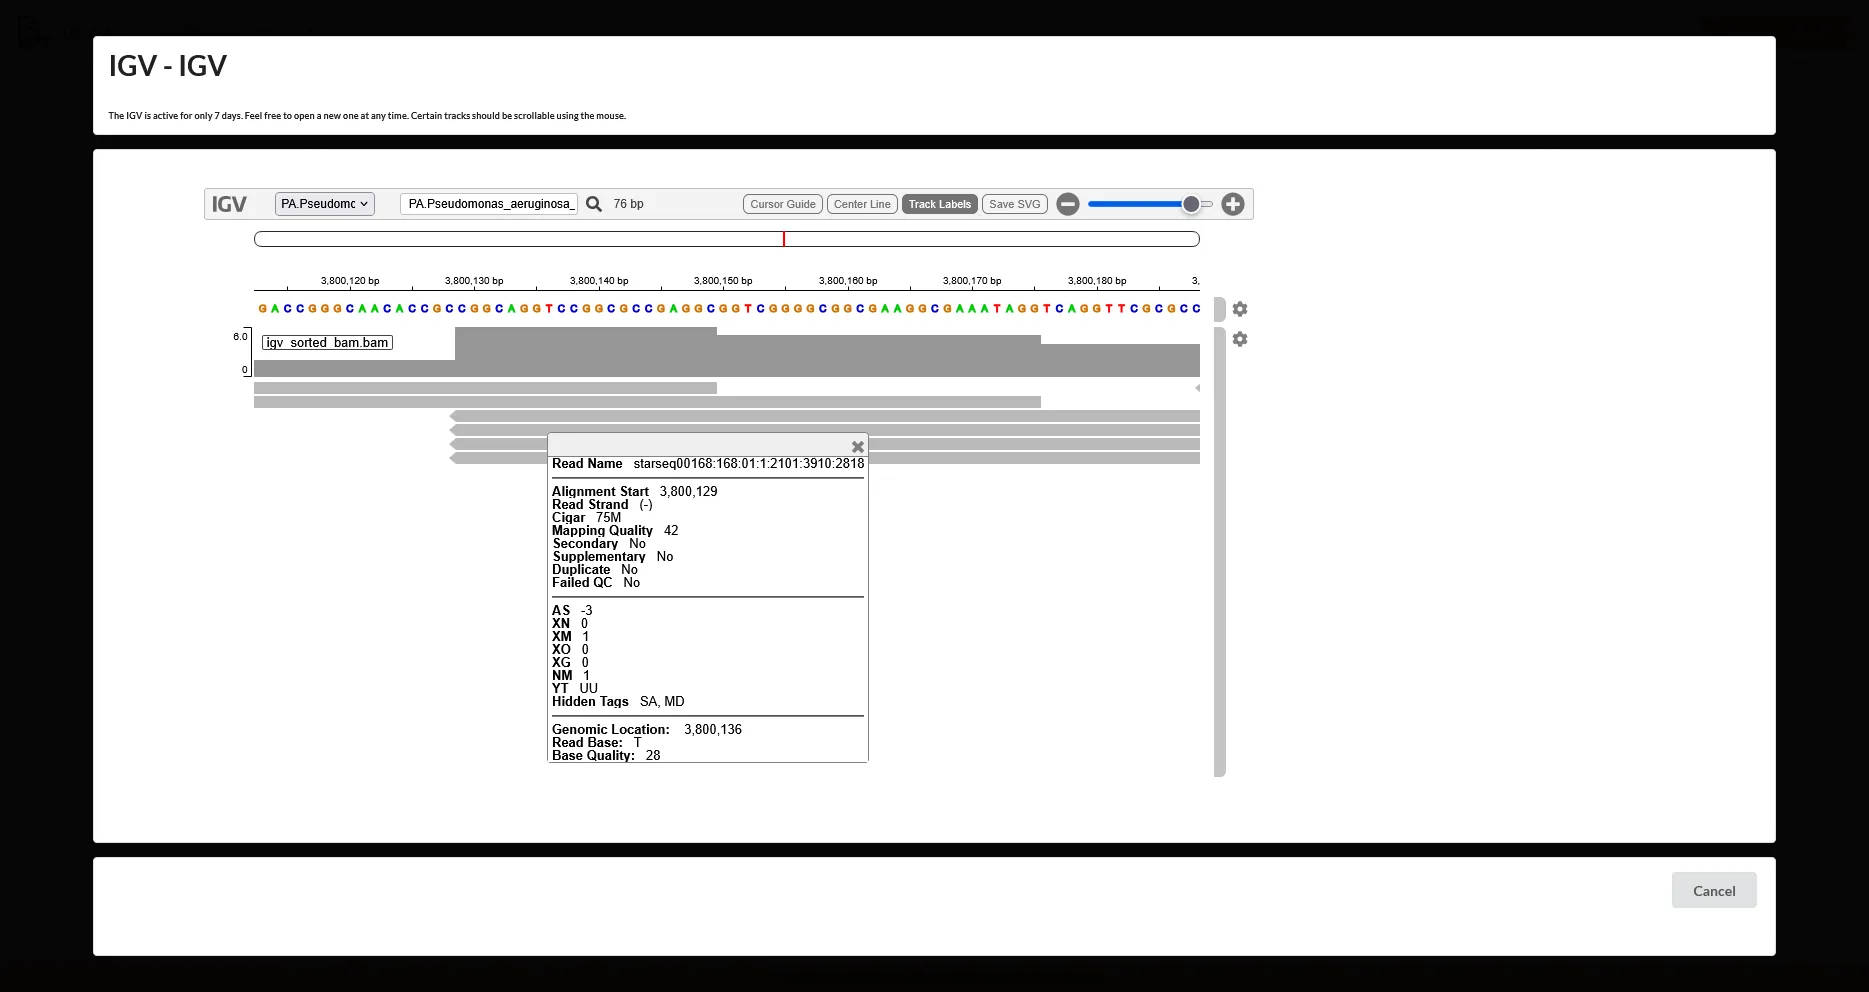 IGV - IGV
The IGV is active for only 7 days. Feel free to open a new one at any time. Certain tracks should be scrollable using the mouse.
IGV PA.Pseudomc PA.Pseudomonas_aeruginosa_ 76 bp Cursor Guide Center Line Track Labels Save SVG
3,800,120 bp 3,800,130 bp 3,800,140 bp 3,800,150 bp 3,800,160 bp 3,800,170 bp 3,800,180 bp 3,
G A C C G G G C A A C A C C G C C G G C A G G T C C G G C G C C G A G G C G G T C G G G G C G G C G A A G G C G A A A T A G G T C A G G T T C G C G C C
6.0
igv_sorted_bam.bam
0
Read Name starseq00168:168:01:1:2101:3910:2818
Alignment Start 3,800,129
Read Strand (-)
Cigar 75M
Mapping Quality 42
Secondary No
Supplementary No
Duplicate No
Failed QC No
AS -3
XN 0
XM 1
XO 0
XG 0
NM 1
YT UU
Hidden Tags SA, MD
Genomic Location: 3,800,136
Read Base: T
Base Quality: 28
Cancel